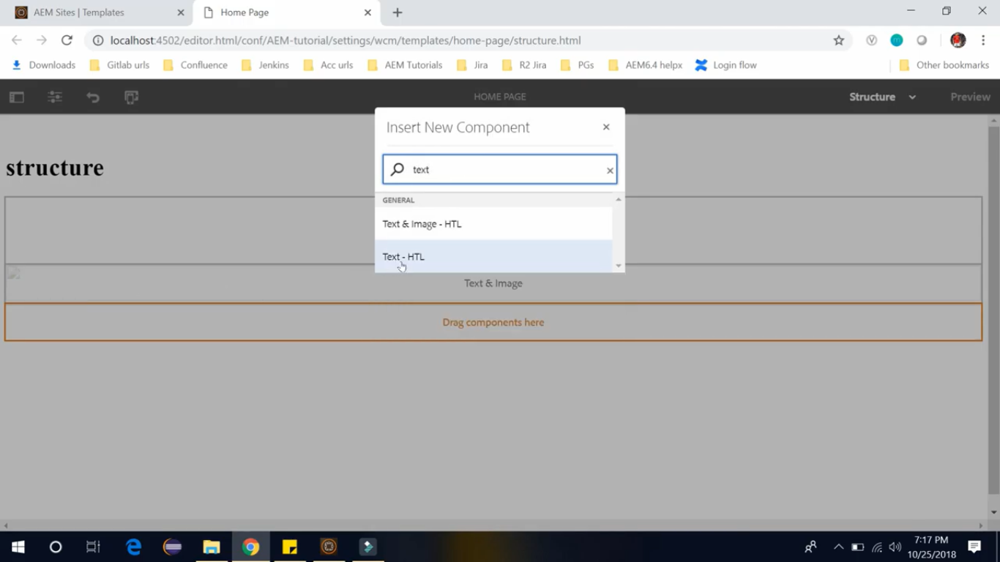 AEM Sites | Templates
Home Page
localhost:4502/editor.html/conf/AEM-tutorial/settings/wcm/templates/home-page/structure.html
Downloads Gitlab urls Confluence Jenkins Acc urls AEM Tutorials Jira R2 Jira PGs AEM6.4 helpx Login flow Other bookmarks
HOME PAGE Structure Preview
Insert New Component
text
structure
GENERAL
Text & Image - HTL
Text - HTL
Text & Image
Drag components here
7:17 PM
10/25/2018